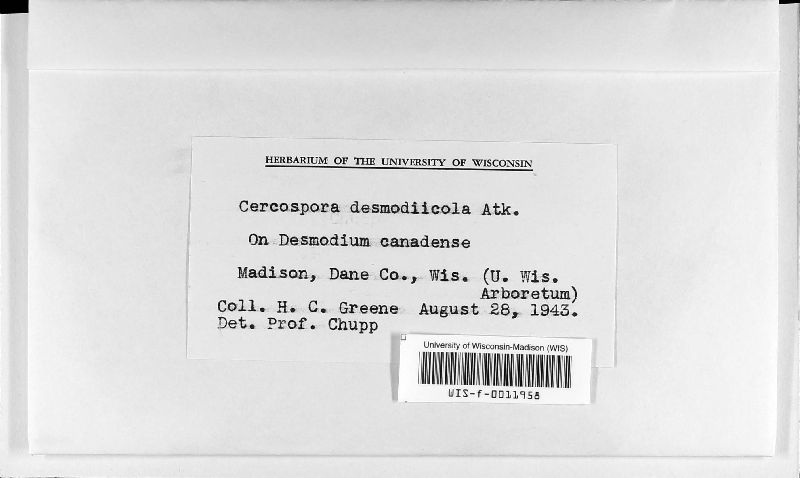 HERBARIUM OF THE UNIVERSITY OF WISCONSIN
Cercospora desmodiicola Atk.
On Desmodium canadense
Madison, Dane Co., Wis. (U. Wis.
Arboretum)
Coll. H. C. Greene August 28, 1943.
Det. Prof. Chupp
University of Wisconsin-Madison (WIS)
WIS-f-0011958